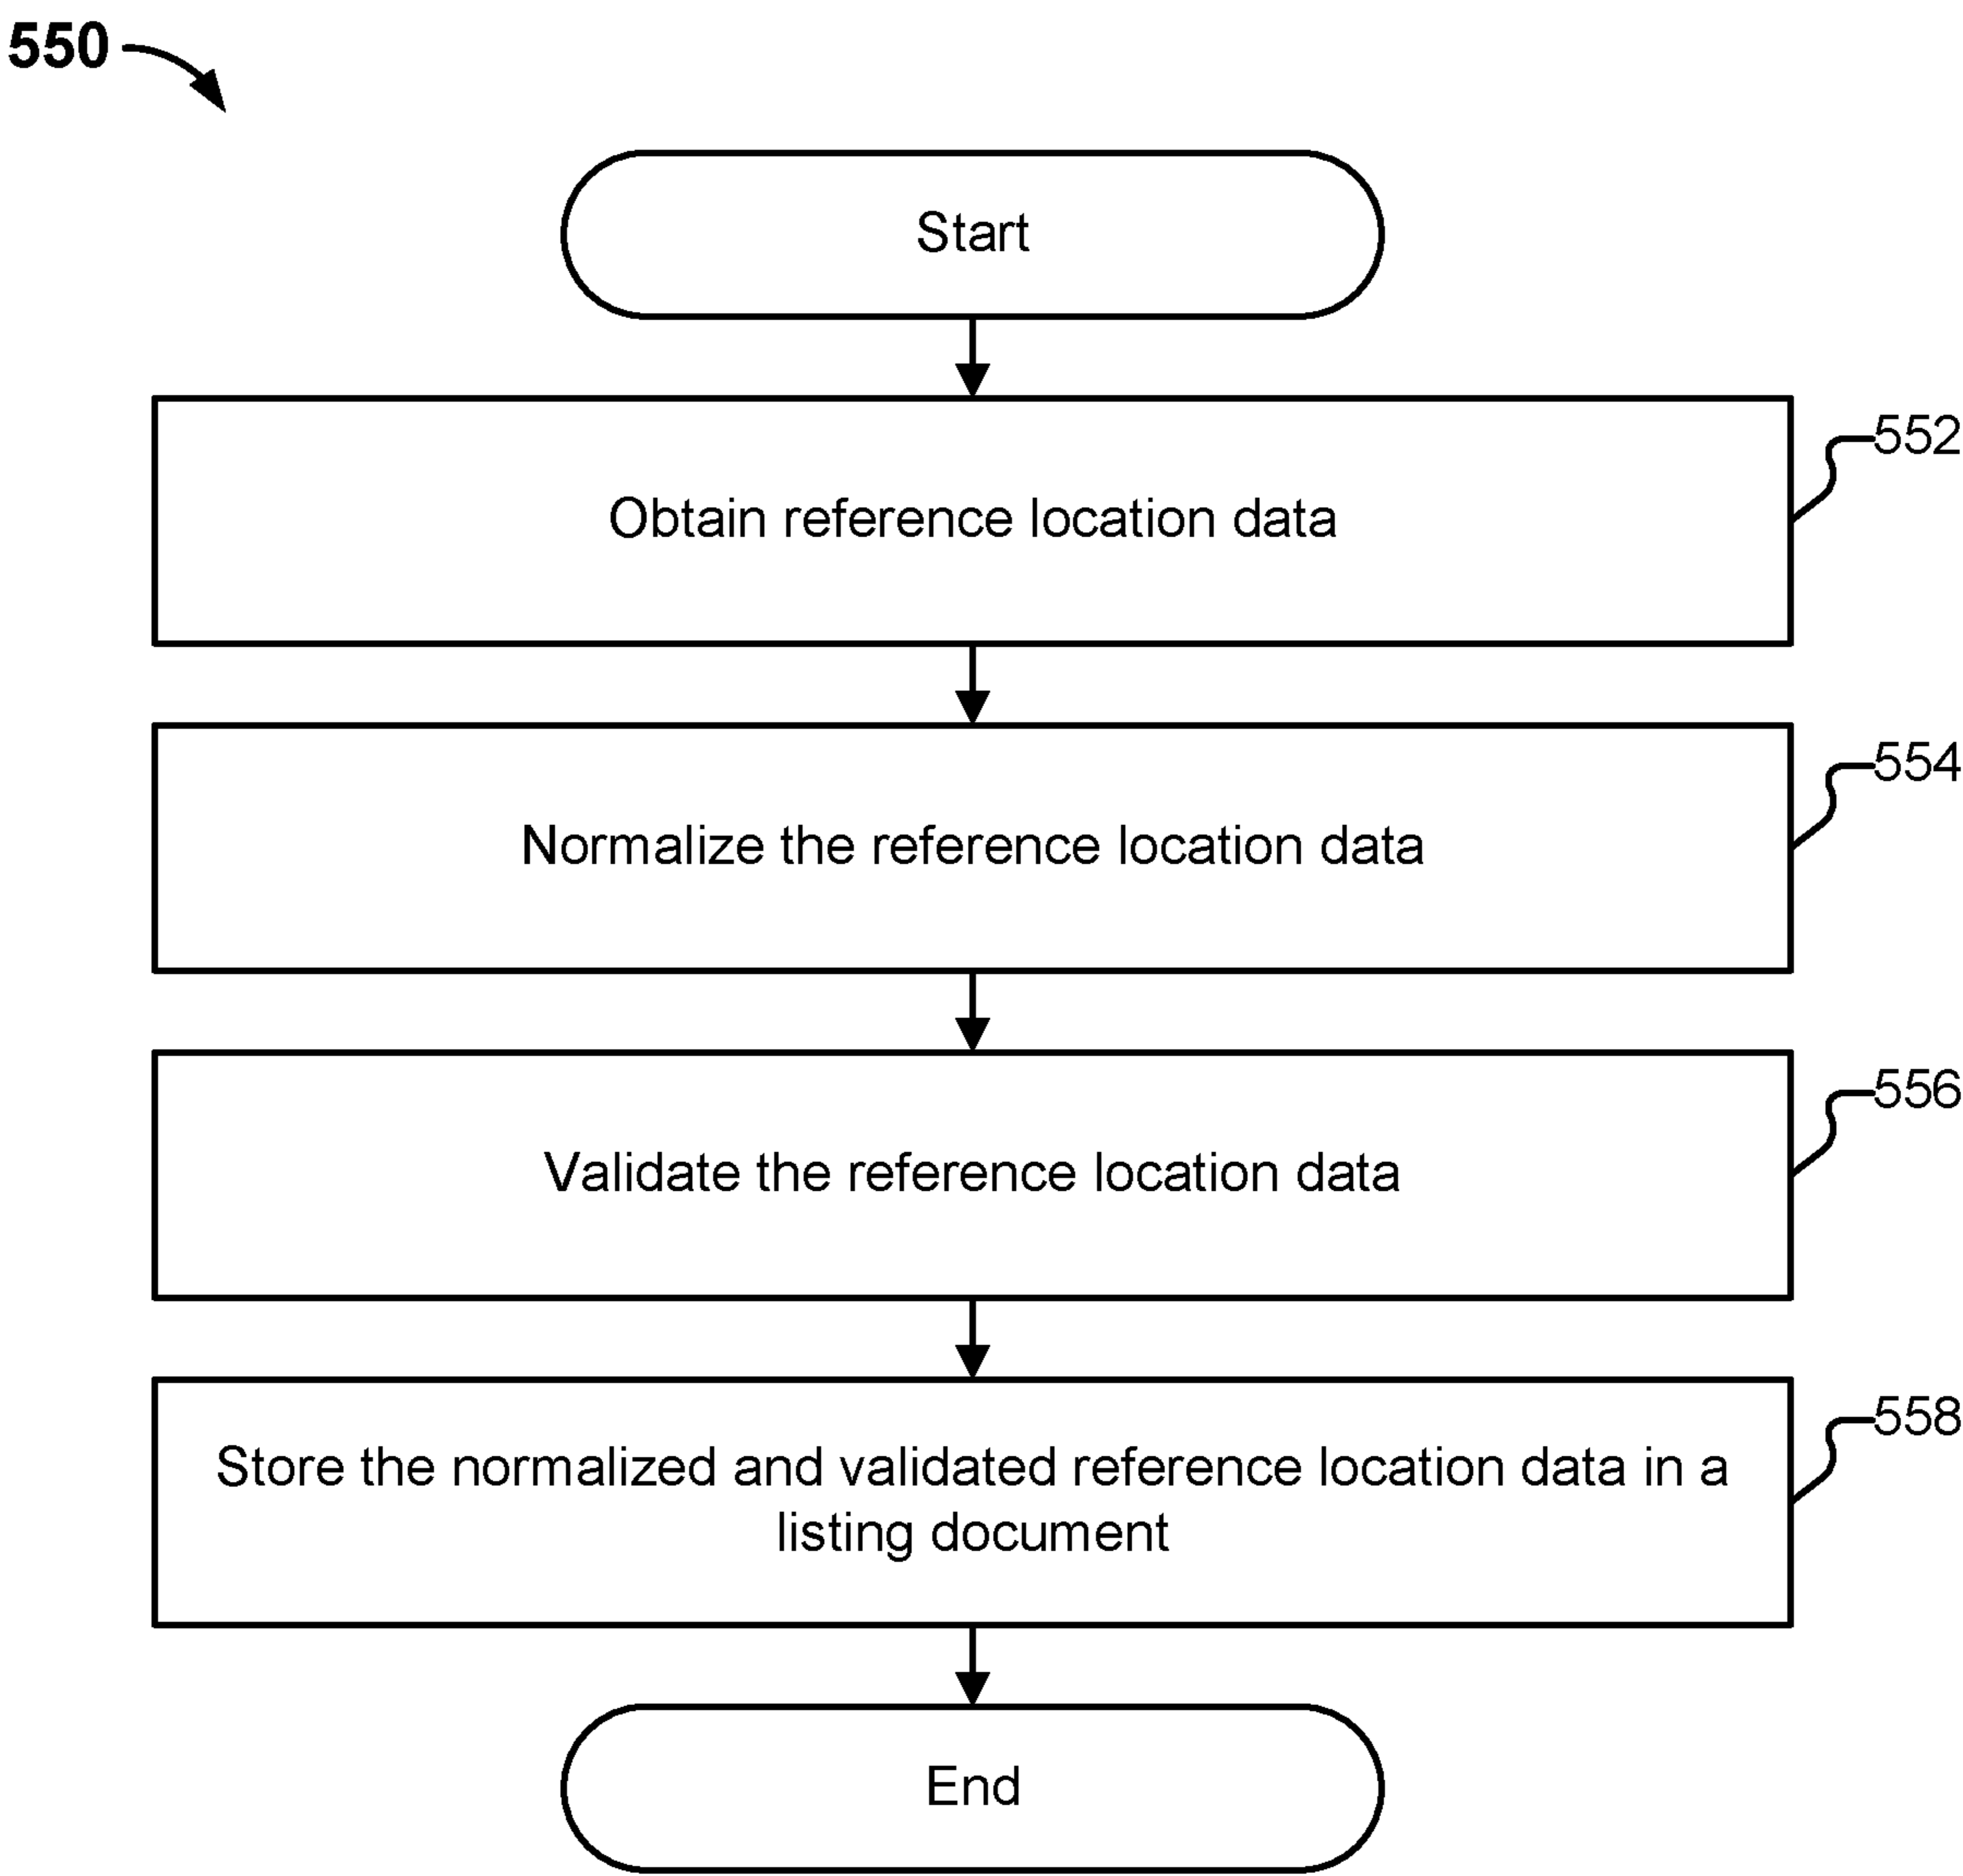 550
Start
552
Obtain reference location data
554
Normalize the reference location data
556
Validate the reference location data
558
Store the normalized and validated reference location data in a
listing document
End